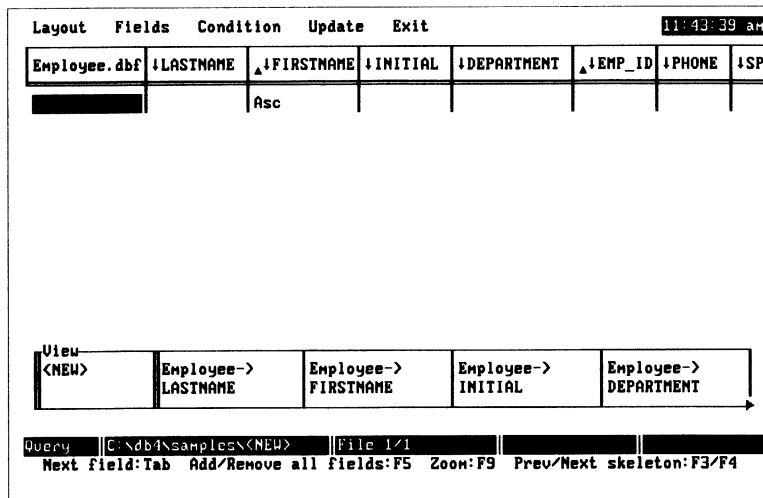 Layout Fields Condition Update Exit 11:43:39 am
Employee.dbf ↓LASTNAME ▲↓FIRSTNAME ↓INITIAL ↓DEPARTMENT ▲↓EMP_ID ↓PHONE ↓SP
Asc
View
<NEW> Employee-> Employee-> Employee-> Employee->
LASTNAME FIRSTNAME INITIAL DEPARTMENT
Query C:\db4\samples\<NEW> File 1/1
Next field:Tab Add/Remove all fields:F5 Zoom:F9 Prev/Next skeleton:F3/F4